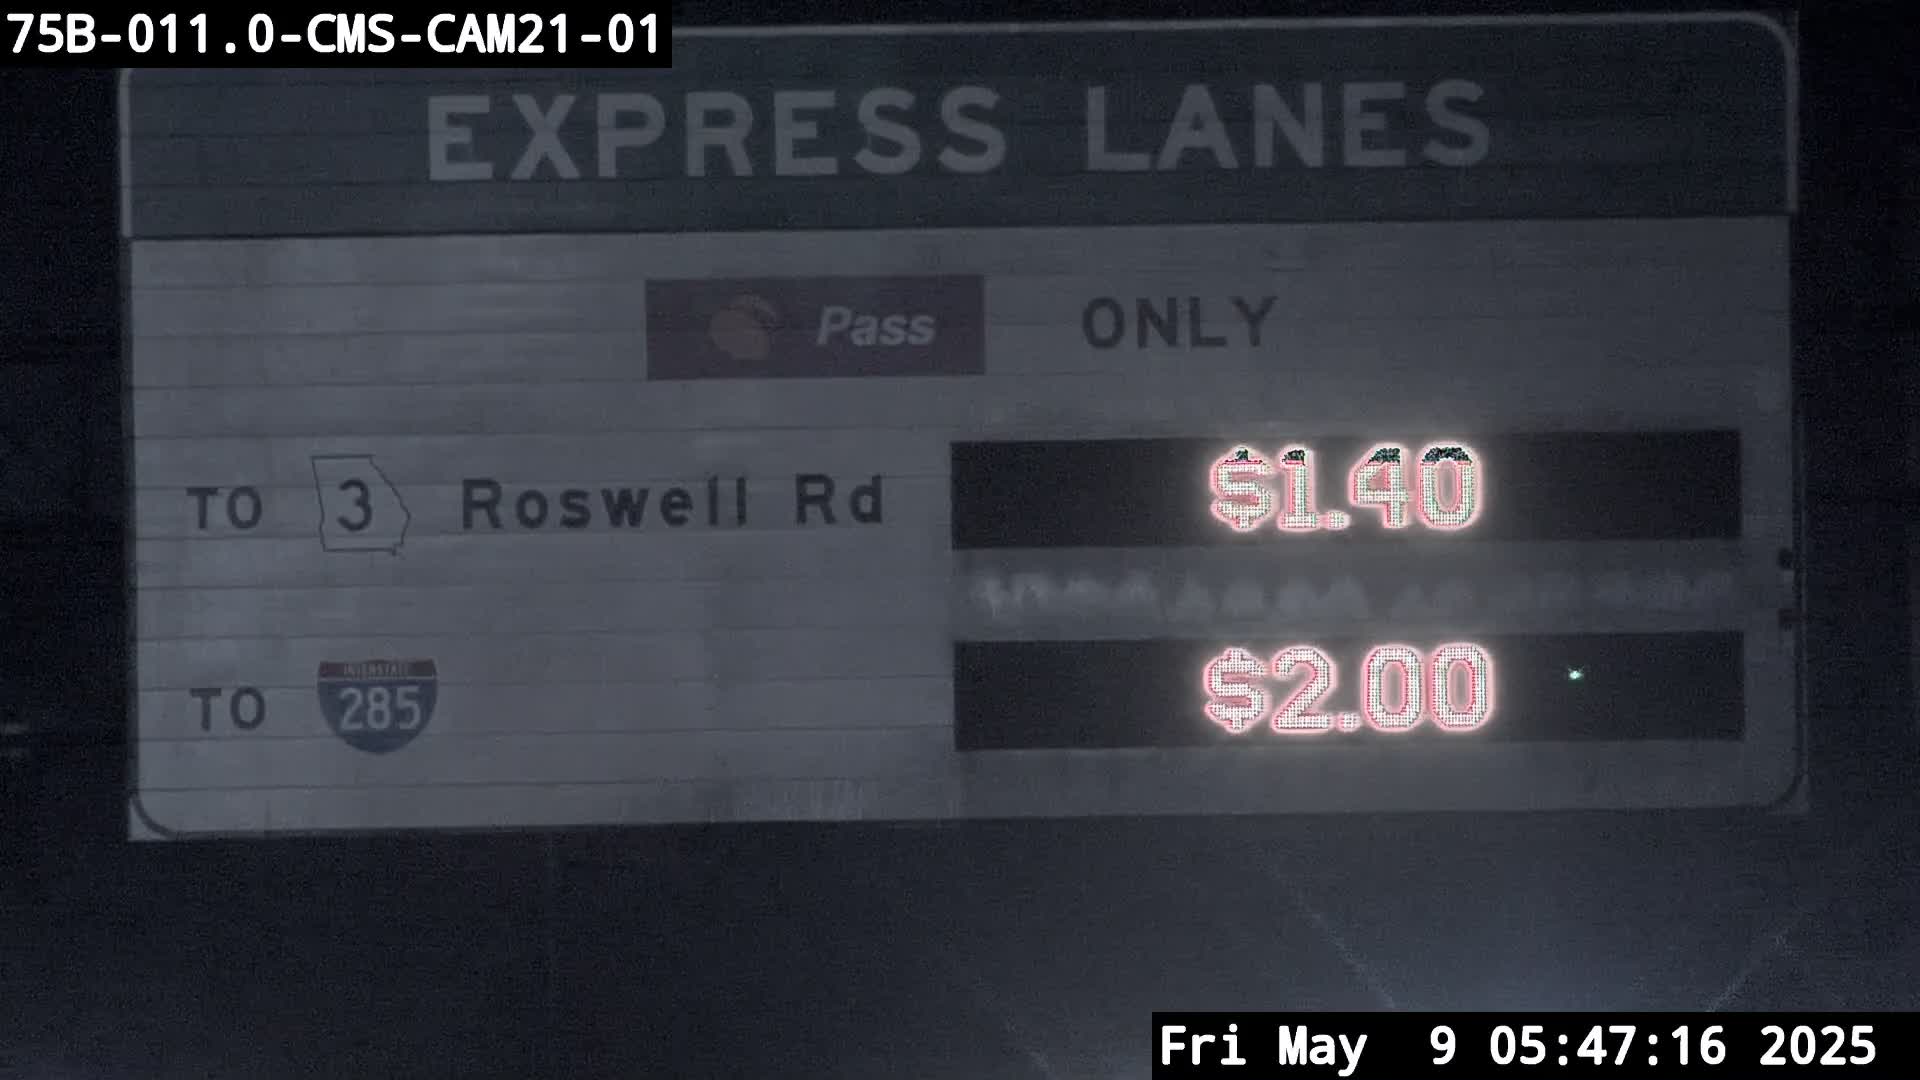 75B-011.0-CMS-CAM21-01
EXPRESS LANES
Pass ONLY
TO 3 Roswell Rd $1.40
INTERSTATE
TO 285 $2.00
Fri May 9 05:47:16 2025